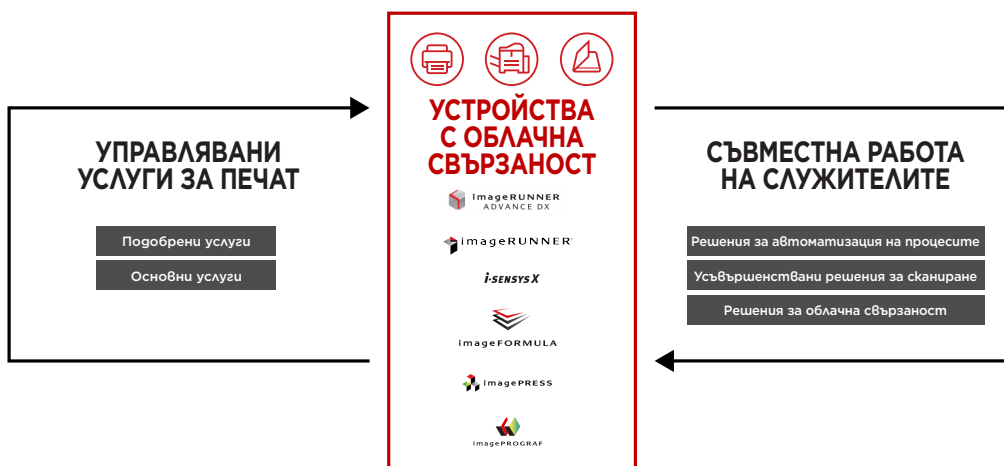 УПРАВЛЯВАНИ
УСЛУГИ ЗА ПЕЧАТ
Подобрени услуги
Основни услуги
УСТРОЙСТВА
С ОБЛАЧНА
СВЪРЗАНОСТ
imageRUNNER
ADVANCE DX
imageRUNNER
i-SENSYS X
imageFORMULA
imagePRESS
imagePROGRAF
СЪВМЕСТНА РАБОТА
НА СЛУЖИТЕЛИТЕ
Решения за автоматизация на процесите
Усъвършенствани решения за сканиране
Решения за облачна свързаност